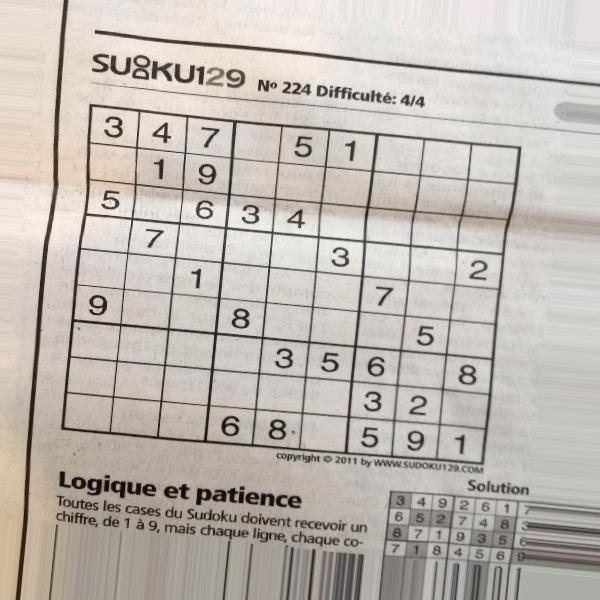 SUDOKU129 Nº 224 Difficulté: 4/4
3 4 7 5 1
1 9
5 6 3 4
7 3 2
1 7
9 8 5
3 5 6 8
3 2
6 8 5 9 1
copyright © 2011 by WWW.SUDOKU129.COM
Logique et patience
Toutes les cases du Sudoku doivent recevoir un
chiffre, de 1 à 9, mais chaque ligne, chaque co-
Solution
3 4 9 2 6 1 7
6 5 2 7 4 8 3
8 7 1 9 3 5 6
7 1 8 4 5 6 9